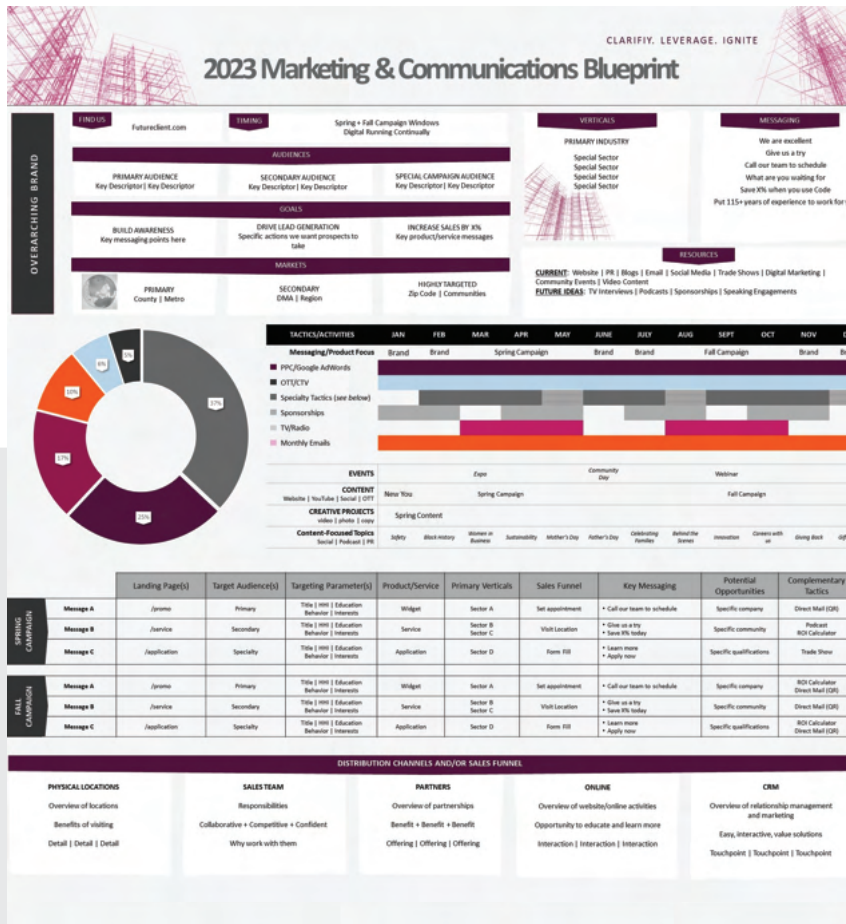 CLARIFIY. LEVERAGE. IGNITE
2023 Marketing & Communications Blueprint
OVERARCHING BRAND
FIND US
Futureclient.com
TIMING
Spring + Fall Campaign Windows
Digital Running Continually
AUDIENCES
PRIMARY AUDIENCE
Key Descriptor| Key Descriptor
SECONDARY AUDIENCE
Key Descriptor| Key Descriptor
SPECIAL CAMPAIGN AUDIENCE
Key Descriptor| Key Descriptor
GOALS
BUILD AWARENESS
Key messaging points here
DRIVE LEAD GENERATION
Specific actions we want prospects to
take
INCREASE SALES BY X%
Key product/service messages
MARKETS
PRIMARY
County | Metro
SECONDARY
DMA | Region
HIGHLY TARGETED
Zip Code | Communities
VERTICALS
PRIMARY INDUSTRY
Special Sector
Special Sector
Special Sector
Special Sector
MESSAGING
We are excellent
Give us a try
Call our team to schedule
What are you waiting for
Save X% when you use Code
Put 115+ years of experience to work for
RESOURCES
CURRENT: Website | PR | Blogs | Email | Social Media | Trade Shows | Digital Marketing |
Community Events | Video Content
FUTURE IDEAS: TV Interviews | Podcasts | Sponsorships | Speaking Engagements
5%
6%
10%
17%
25%
37%
TACTICS/ACTIVITIES JAN FEB MAR APR MAY JUNE JULY AUG SEPT OCT NOV
Messaging/Product Focus Brand Brand Spring Campaign Brand Brand Fall Campaign Brand
PPC/Google AdWords
OTT/CTV
Specialty Tactics (see below)
Sponsorships
TV/Radio
Monthly Emails
EVENTS Expo Community Day Webinar
CONTENT
Website | YouTube | Social | OTT
New You Spring Campaign Fall Campaign
CREATIVE PROJECTS
video | photo | copy
Spring Content
Content-Focused Topics
Social | Podcast | PR
Safety Black History Women in Business Sustainability Mother's Day Father's Day Celebrating Families Behind the Scenes Innovation Careers with us Giving Back
Landing Page(s) Target Audience(s) Targeting Parameter(s) Product/Service Primary Verticals Sales Funnel Key Messaging Potential Opportunities Complementary Tactics
SPRING CAMPAIGN
Message A /promo Primary Title | HHI | Education Behavior | Interests Widget Sector A Set appointment • Call our team to schedule Specific company Direct Mail (QR)
Message B /service Secondary Title | HHI | Education Behavior | Interests Service Sector B Sector C Visit Location • Give us a try • Save X% today Specific community Podcast ROI Calculator
Message C /application Specialty Title | HHI | Education Behavior | Interests Application Sector D Form Fill • Learn more • Apply now Specific qualifications Trade Show
FALL CAMPAIGN
Message A /promo Primary Title | HHI | Education Behavior | Interests Widget Sector A Set appointment • Call our team to schedule Specific company ROI Calculator Direct Mail (QR)
Message B /service Secondary Title | HHI | Education Behavior | Interests Service Sector B Sector C Visit Location • Give us a try • Save X% today Specific community Direct Mail (QR)
Message C /application Specialty Title | HHI | Education Behavior | Interests Application Sector D Form Fill • Learn more • Apply now Specific qualifications ROI Calculator Direct Mail (QR)
DISTRIBUTION CHANNELS AND/OR SALES FUNNEL
PHYSICAL LOCATIONS
Overview of locations
Benefits of visiting
Detail | Detail | Detail
SALES TEAM
Responsibilities
Collaborative + Competitive + Confident
Why work with them
PARTNERS
Overview of partnerships
Benefit + Benefit + Benefit
Offering | Offering | Offering
ONLINE
Overview of website/online activities
Opportunity to educate and learn more
Interaction | Interaction | Interaction
CRM
Overview of relationship management
and marketing
Easy, interactive, value solutions
Touchpoint | Touchpoint | Touchpoint